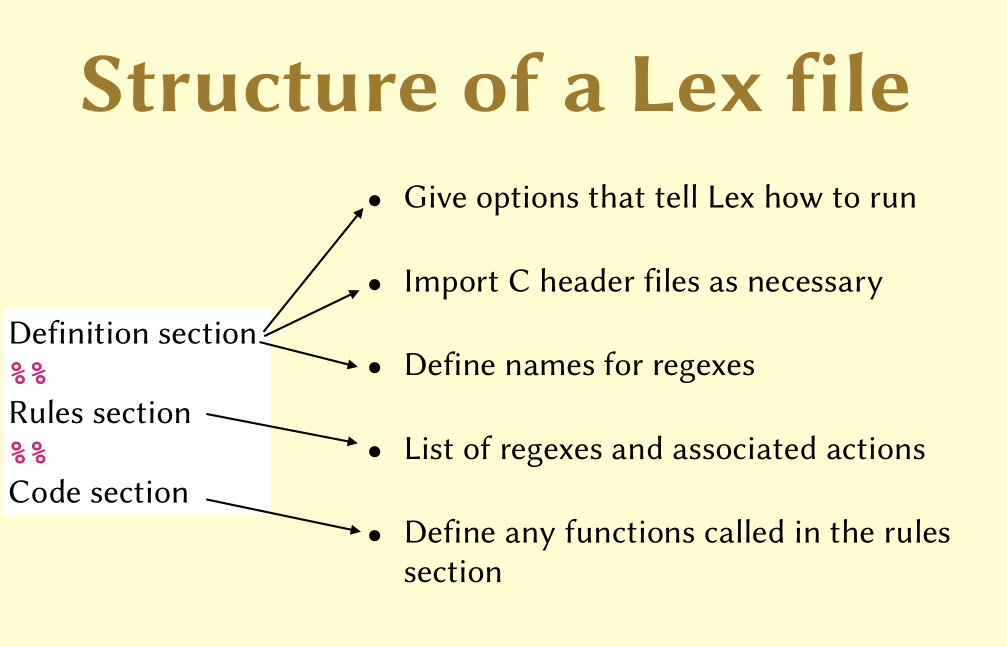 Structure of a Lex file
Definition section
%%
Rules section
%%
Code section
• Give options that tell Lex how to run
• Import C header files as necessary
• Define names for regexes
• List of regexes and associated actions
• Define any functions called in the rules
section